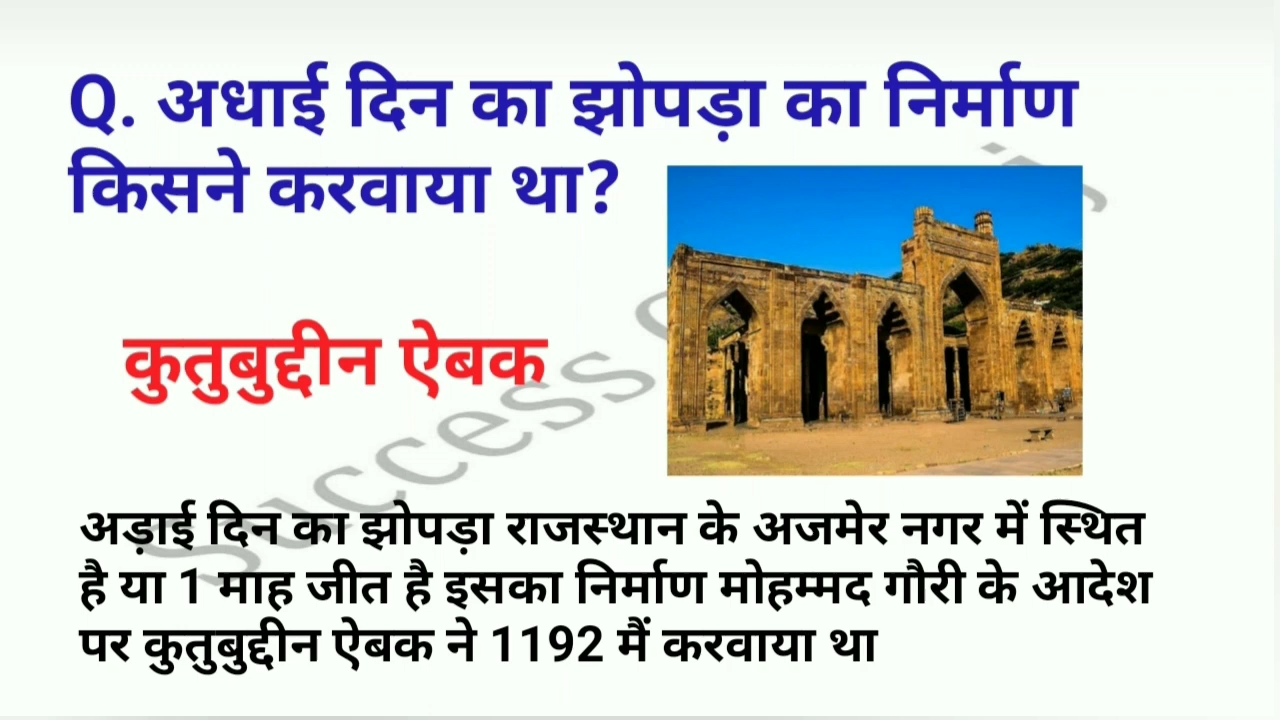 Q. अधाई दिन का झोपड़ा का निर्माण
किसने करवाया था?
कुतुबुद्दीन ऐबक
Success
अड़ाई दिन का झोपड़ा राजस्थान के अजमेर नगर में स्थित
है या 1 माह जीत है इसका निर्माण मोहम्मद गौरी के आदेश
पर कुतुबुद्दीन ऐबक ने 1192 मैं करवाया था